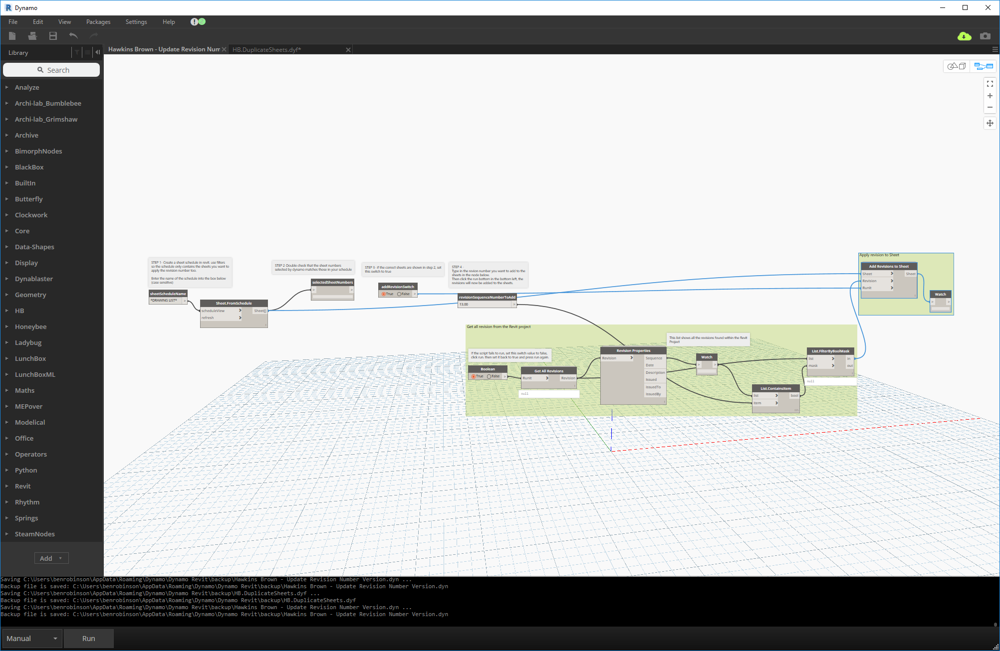 Dynamo
File Edit View Packages Settings Help ! 2
Library
Hawkins Brown - Update Revision Num
HB.DuplicateSheets.dyf*
Search
Analyze
Archi-lab_Bumblebee
Archi-lab_Grimshaw
Archive
BimorphNodes
BlackBox
BuiltIn
Butterfly
Clockwork
Core
Data-Shapes
Display
Dynablaster
Geometry
HB
Honeybee
Ladybug
LunchBox
LunchBoxML
Maths
MEPover
Modelical
Office
Operators
Python
Revit
Rhythm
Springs
SteamNodes
Add
STEP 1- Create a sheet schedule in revit. use filters
so the schedule only contains the sheets you want to
apply the revision number too.
Enter the name of the schedule into the box below
(case sensitive)
sheetScheduleName
*DRAWING LIST* >
Sheet.FromSchedule
scheduleView > Sheet[]
refresh >
STEP 2-Double check that the sheet numbers
selected by dynamo matches those in your schedule
selectedSheetNumbers
> >
STEP 3- if the correct sheets are shown in step 2, set
this switch to true
addRevisionSwitch
True False >
STEP 4 -
Type in the revion number you want to add to the
sheets in the node below.
Then click the run bottom in the bottom left, the
revisions will now be added to the sheets.
revisionSequenceNumberToAdd
13.00 >
Apply revision to Sheet
Add Revisions to Sheet
Sheet > Sheet
Revision >
Runit >
Watch
> >
Get all revision from the Revit project
If the script fails to run, set this switch value to false,
click run. then set it back to true and press run again.
Boolean
True False >
Get All Revisions
Runit > Revision
null
Revision Properties
Revision > Sequence
Date
Description
Issued
IssuedTo
IssuedBy
This list shows all the revisions found within the Revit
Project
Watch
> >
List.ContainsItem
list > bool
item >
List.FilterByBoolMask
list > in
mask > out
null
Saving C:\Users\benrobinson\AppData\Roaming\Dynamo\Dynamo Revit\backup\Hawkins Brown - Update Revision Number Version.dyn ...
Backup file is saved: C:\Users\benrobinson\AppData\Roaming\Dynamo\Dynamo Revit\backup\Hawkins Brown - Update Revision Number Version.dyn
Saving C:\Users\benrobinson\AppData\Roaming\Dynamo\Dynamo Revit\backup\HB.DuplicateSheets.dyf ...
Backup file is saved: C:\Users\benrobinson\AppData\Roaming\Dynamo\Dynamo Revit\backup\HB.DuplicateSheets.dyf
Saving C:\Users\benrobinson\AppData\Roaming\Dynamo\Dynamo Revit\backup\Hawkins Brown - Update Revision Number Version.dyn ...
Backup file is saved: C:\Users\benrobinson\AppData\Roaming\Dynamo\Dynamo Revit\backup\Hawkins Brown - Update Revision Number Version.dyn
Manual
Run